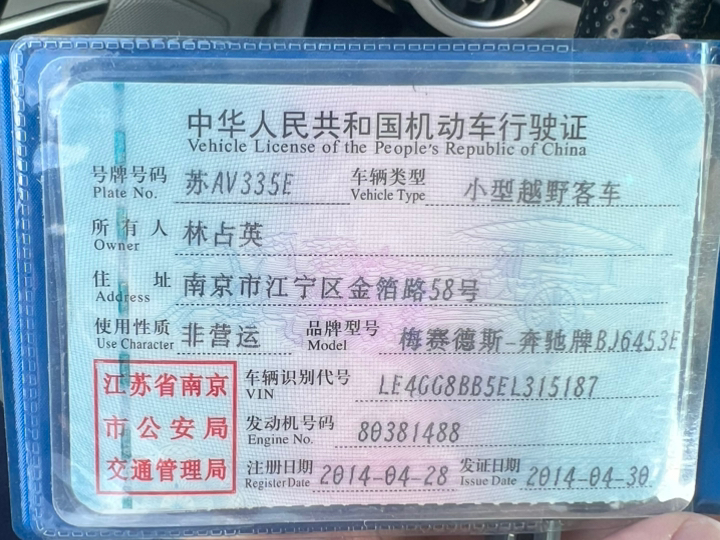 中华人民共和国机动车行驶证
Vehicle License of the People's Republic of China
号牌号码 苏AV335E 车辆类型 小型越野客车
Plate No. Vehicle Type
所有人 林占英
Owner
住址 南京市江宁区金箔路58号
Address
使用性质 非营运 品牌型号 梅赛德斯-奔驰牌BJ6453E
Use Character Model
江苏省南京
市公安局
交通管理局
车辆识别代号 LE4GG8BB5EL315187
VIN
发动机号码 80381488
Engine No.
注册日期 2014-04-28 发证日期 2014-04-30
Register Date Issue Date